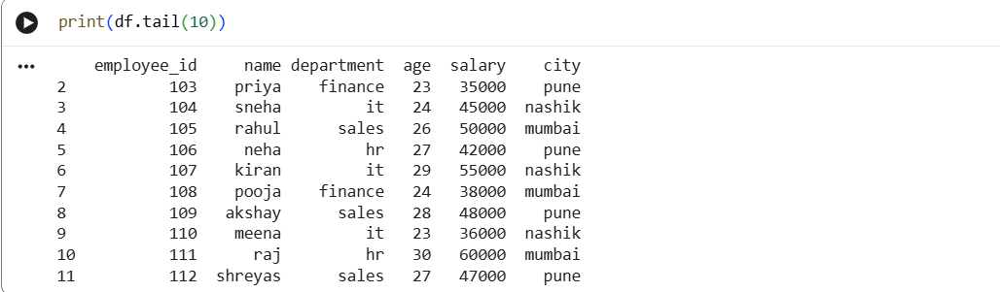 print(df.tail(10))
employee_id name department age salary city
2 103 priya finance 23 35000 pune
3 104 sneha it 24 45000 nashik
4 105 rahul sales 26 50000 mumbai
5 106 neha hr 27 42000 pune
6 107 kiran it 29 55000 nashik
7 108 pooja finance 24 38000 mumbai
8 109 akshay sales 28 48000 pune
9 110 meena it 23 36000 nashik
10 111 raj hr 30 60000 mumbai
11 112 shreyas sales 27 47000 pune